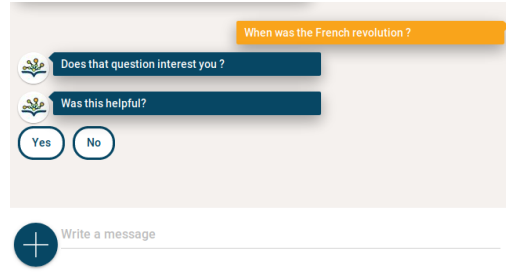 When was the French revolution ?
Does that question interest you ?
Was this helpful?
Yes
No
Write a message